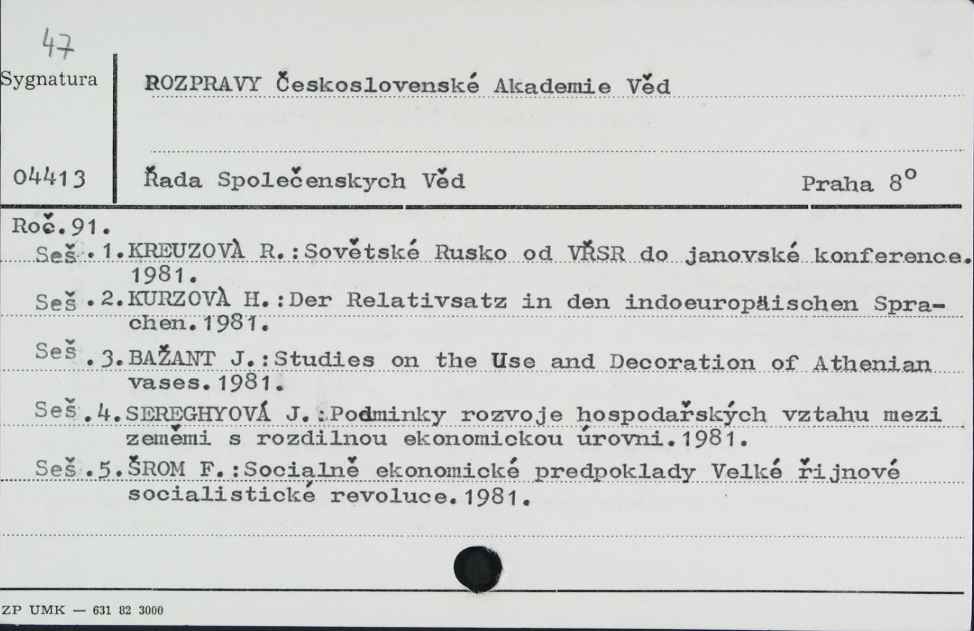 47
Sygnatura
ROZPRAVY Československé Akademie Věd
04413
Řada Společenskych Věd
Praha 8⁰
Roč.91.
Seš.1.KREUZOVÀ R.:Sovětské Rusko od VŘSR do janovské konference.
1981.
Seš.2.KURZOVÀ H.:Der Relativsatz in den indoeuropäischen Spra-
chen.1981.
Seš.3.BAŽANT J.:Studies on the Use and Decoration of Athenian
vases.1981.
Seš.4.SEREGHYOVÁ J.:Podminky rozvoje hospodařských vztahu mezi
zeměmi s rozdilnou ekonomickou úrovni.1981.
Seš.5.ŠROM F.:Socialně ekonomické předpoklady Velké řijnové
socialistické revoluce.1981.
ZP UMK — 631 82 3000